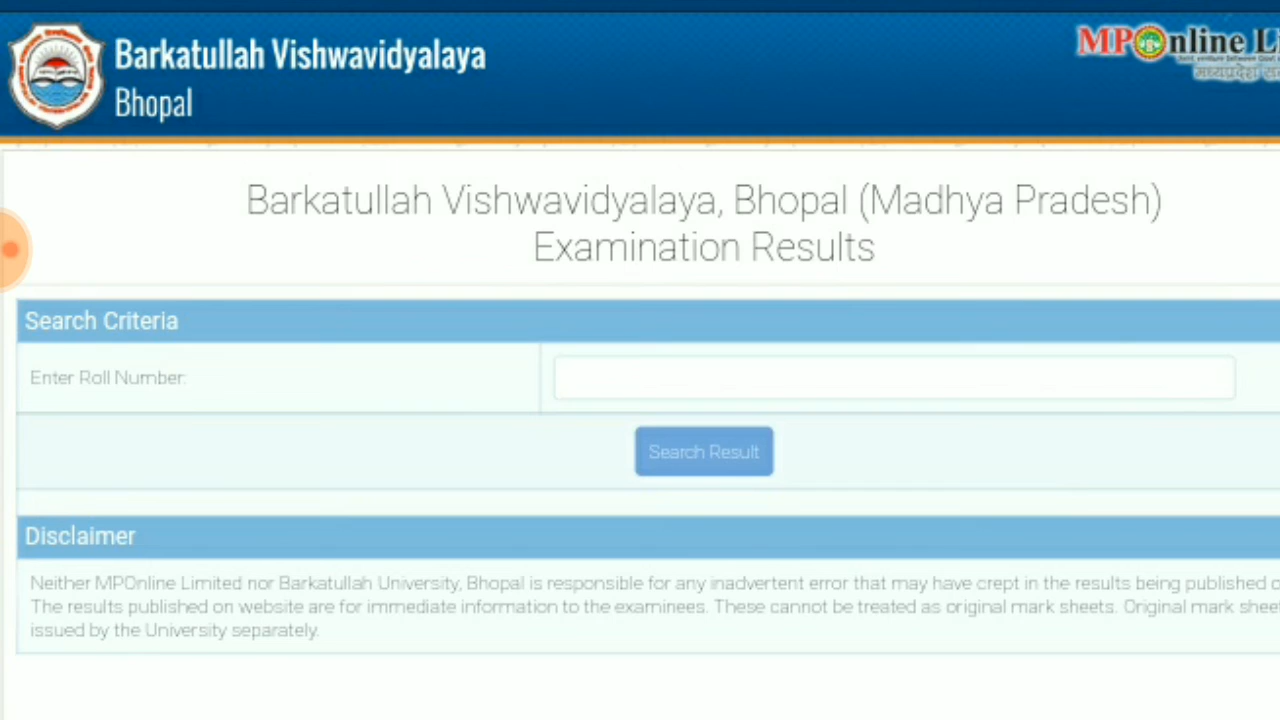 Barkatullah Vishwavidyalaya
Bhopal
MPOnline Li
Barkatullah Vishwavidyalaya, Bhopal (Madhya Pradesh)
Examination Results
Search Criteria
Enter Roll Number:
Search Result
Disclaimer
Neither MPOnline Limited nor Barkatullah University, Bhopal is responsible for any inadvertent error that may have crept in the results being published o
The results published on website are for immediate information to the examinees. These cannot be treated as original mark sheets. Original mark sheet
issued by the University separately.